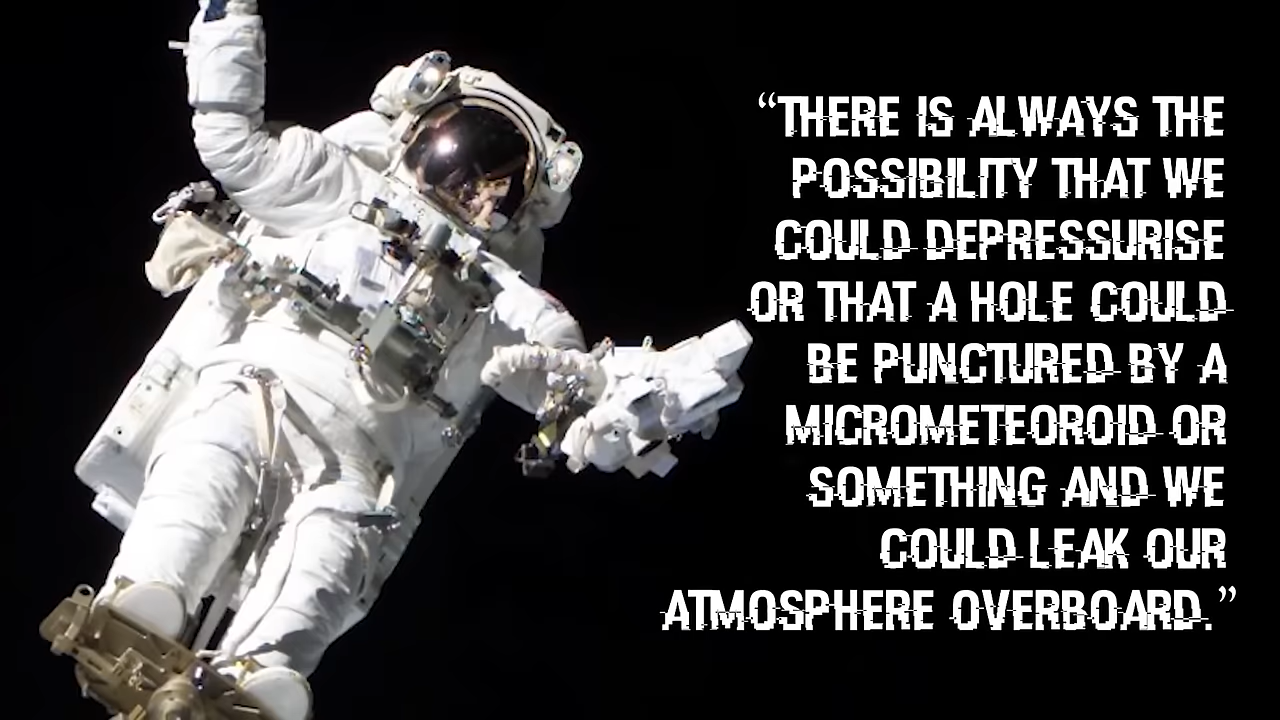 “THERE IS ALWAYS THE
POSSIBILITY THAT WE
COULD DEPRESSURISE
OR THAT A HOLE COULD
BE PUNCTURED BY A
MICROMETEOROID OR
SOMETHING AND WE
COULD LEAK OUR
ATMOSPHERE OVERBOARD.”